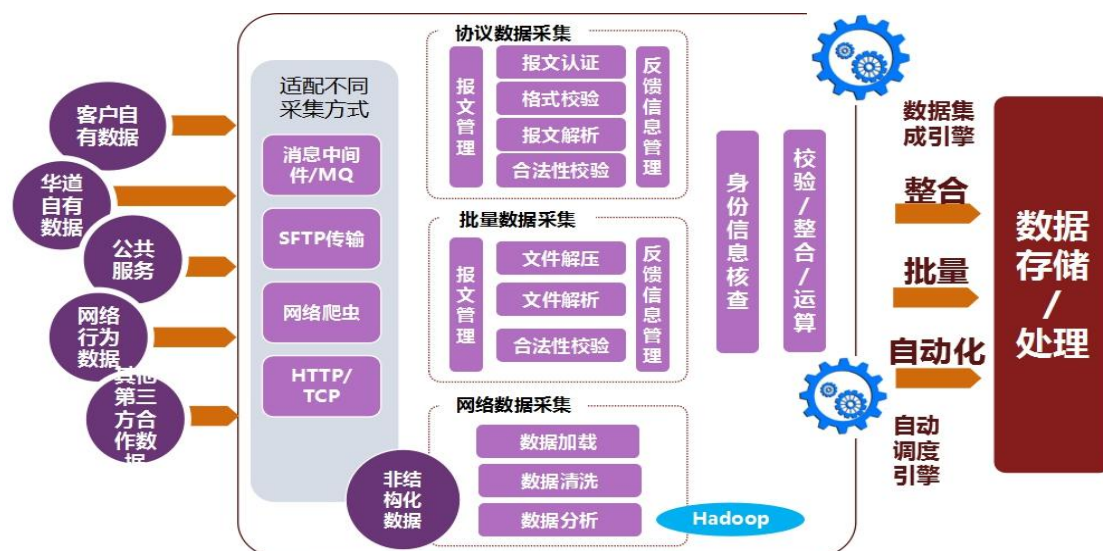 客户自
有数据
华道
自有
数据
公共
服务
网络
行为
数据
其他
第三
方合
作数
据
适配不同
采集方式
消息中间
件/MQ
SFTP传输
网络爬虫
HTTP/
TCP
非结
构化
数据
协议数据采集
报文管理
报文认证
格式校验
报文解析
合法性校验
反馈信息管理
批量数据采集
报文管理
文件解压
文件解析
合法性校验
反馈信息管理
网络数据采集
数据加载
数据清洗
数据分析
Hadoop
身份信息核查
校验/整合/运算
数据集
成引擎
整合
批量
自动化
自动
调度
引擎
数据
存储
/
处理